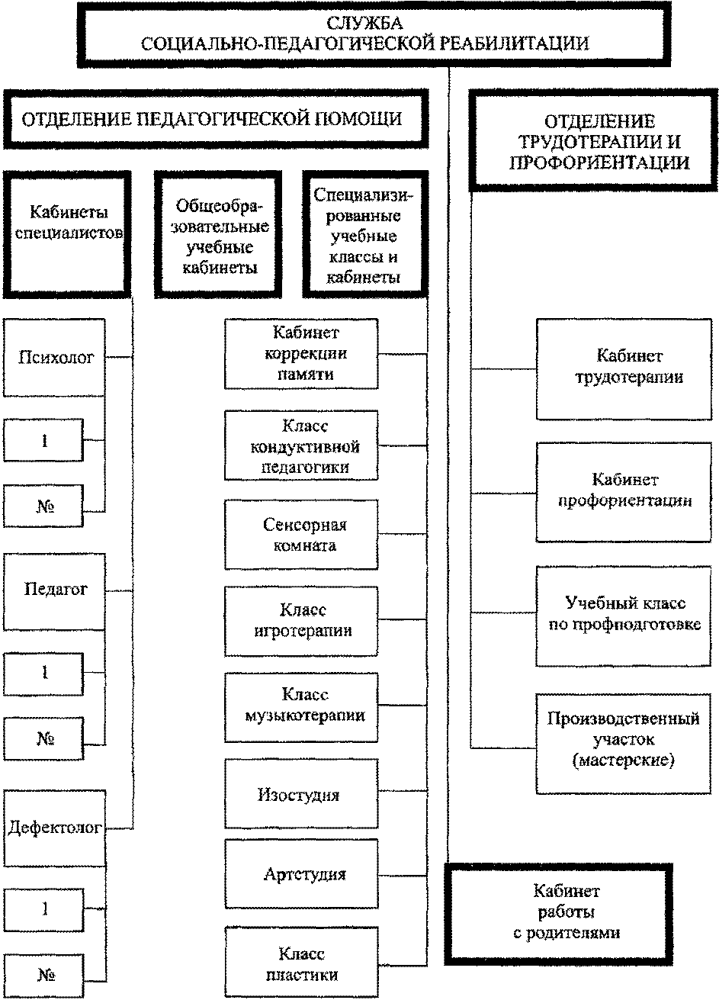 СЛУЖБА
СОЦИАЛЬНО-ПЕДАГОГИЧЕСКОЙ РЕАБИЛИТАЦИИ
ОТДЕЛЕНИЕ ПЕДАГОГИЧЕСКОЙ ПОМОЩИ
ОТДЕЛЕНИЕ
ТРУДОТЕРАПИИ И
ПРОФОРИЕНТАЦИИ
Кабинеты
специалистов
Общеобра-
зовательные
учебные
кабинеты
Специализи-
рованные
учебные
классы и
кабинеты
Психолог
1
№
Педагог
1
№
Дефектолог
1
№
Кабинет
коррекции
памяти
Класс
кондуктивной
педагогики
Сенсорная
комната
Класс
игротерапии
Класс
музыкотерапии
Изостудия
Артстудия
Класс
пластики
Кабинет
трудотерапии
Кабинет
профориентации
Учебный класс
по профподготовке
Производственный
участок
(мастерские)
Кабинет
работы
с родителями